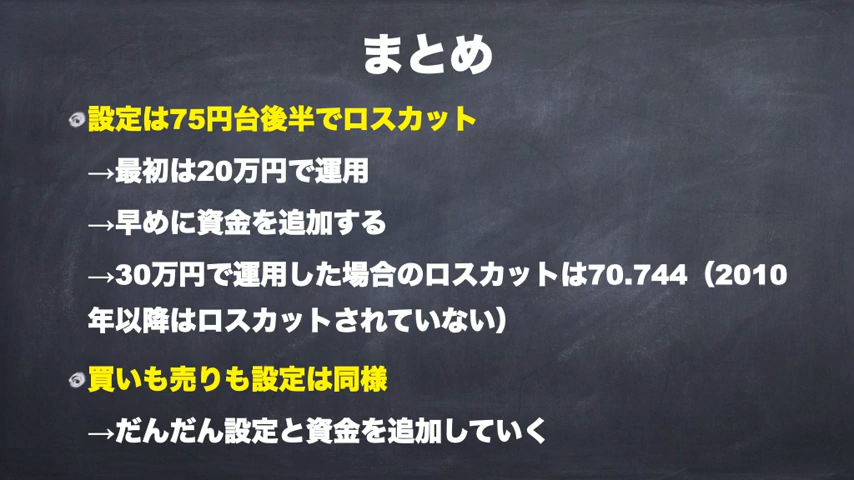 まとめ
設定は75円台後半でロスカット
→最初は20万円で運用
→早めに資金を追加する
→30万円で運用した場合のロスカットは70.744（2010
年以降はロスカットされていない）
買いも売りも設定は同様
→だんだん設定と資金を追加していく